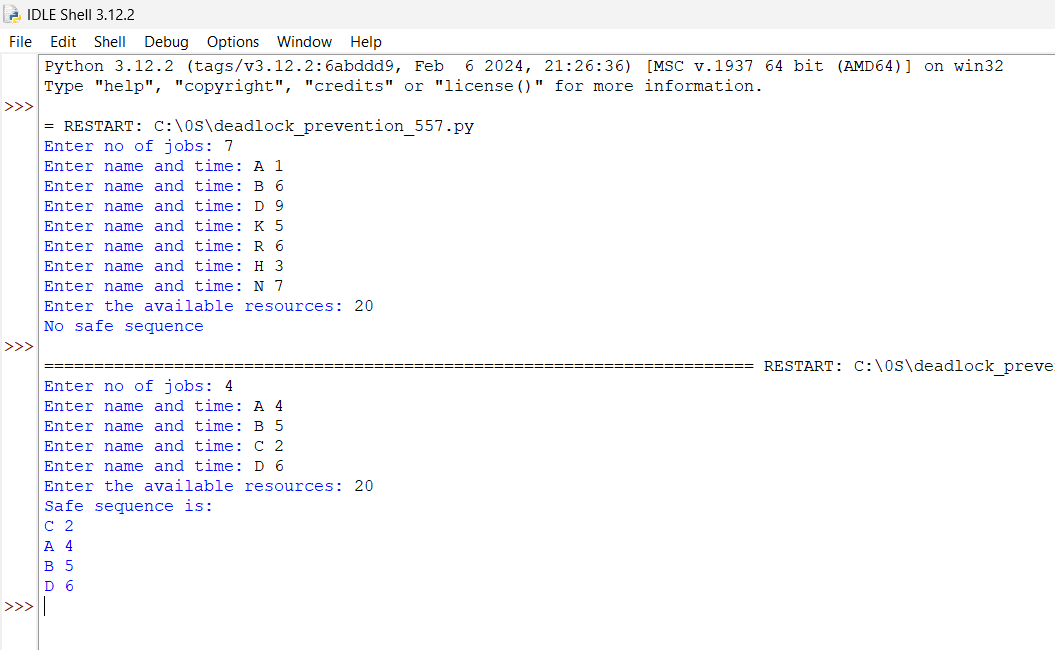 IDLE Shell 3.12.2
File Edit Shell Debug Options Window Help
Python 3.12.2 (tags/v3.12.2:6abddd9, Feb  6 2024, 21:26:36) [MSC v.1937 64 bit (AMD64)] on win32
Type "help", "copyright", "credits" or "license()" for more information.
>>>
= RESTART: C:\0S\deadlock_prevention_557.py
Enter no of jobs: 7
Enter name and time: A 1
Enter name and time: B 6
Enter name and time: D 9
Enter name and time: K 5
Enter name and time: R 6
Enter name and time: H 3
Enter name and time: N 7
Enter the available resources: 20
No safe sequence
>>>
======================================================================= RESTART: C:\0S\deadlock_preve
Enter no of jobs: 4
Enter name and time: A 4
Enter name and time: B 5
Enter name and time: C 2
Enter name and time: D 6
Enter the available resources: 20
Safe sequence is:
C 2
A 4
B 5
D 6
>>>